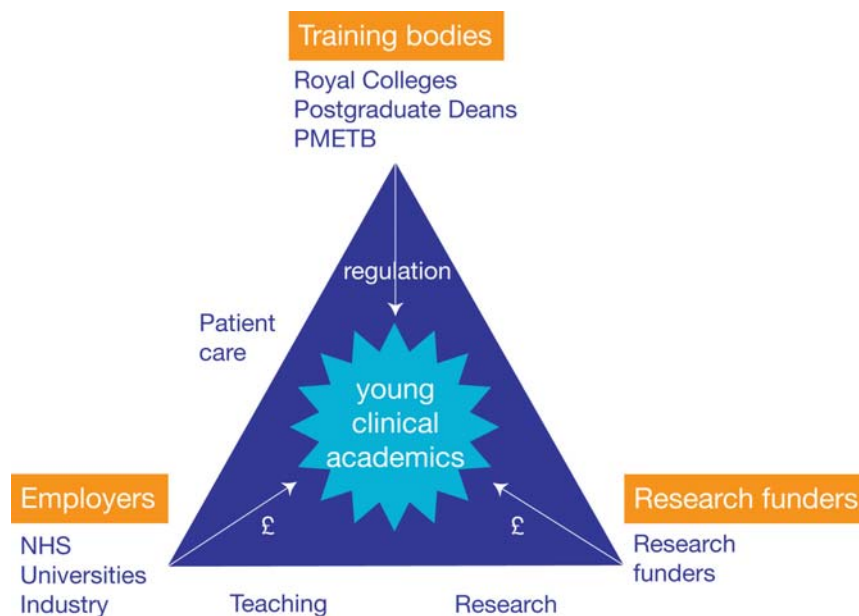 Training bodies
Royal Colleges
Postgraduate Deans
PMETB
regulation
Patient
care
young
clinical
academics
Employers
NHS
Universities
Industry
£
£
Research funders
Research
funders
Teaching
Research